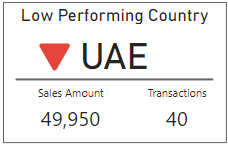 Low Performing Country
UAE
Sales Amount Transactions
49,950 40